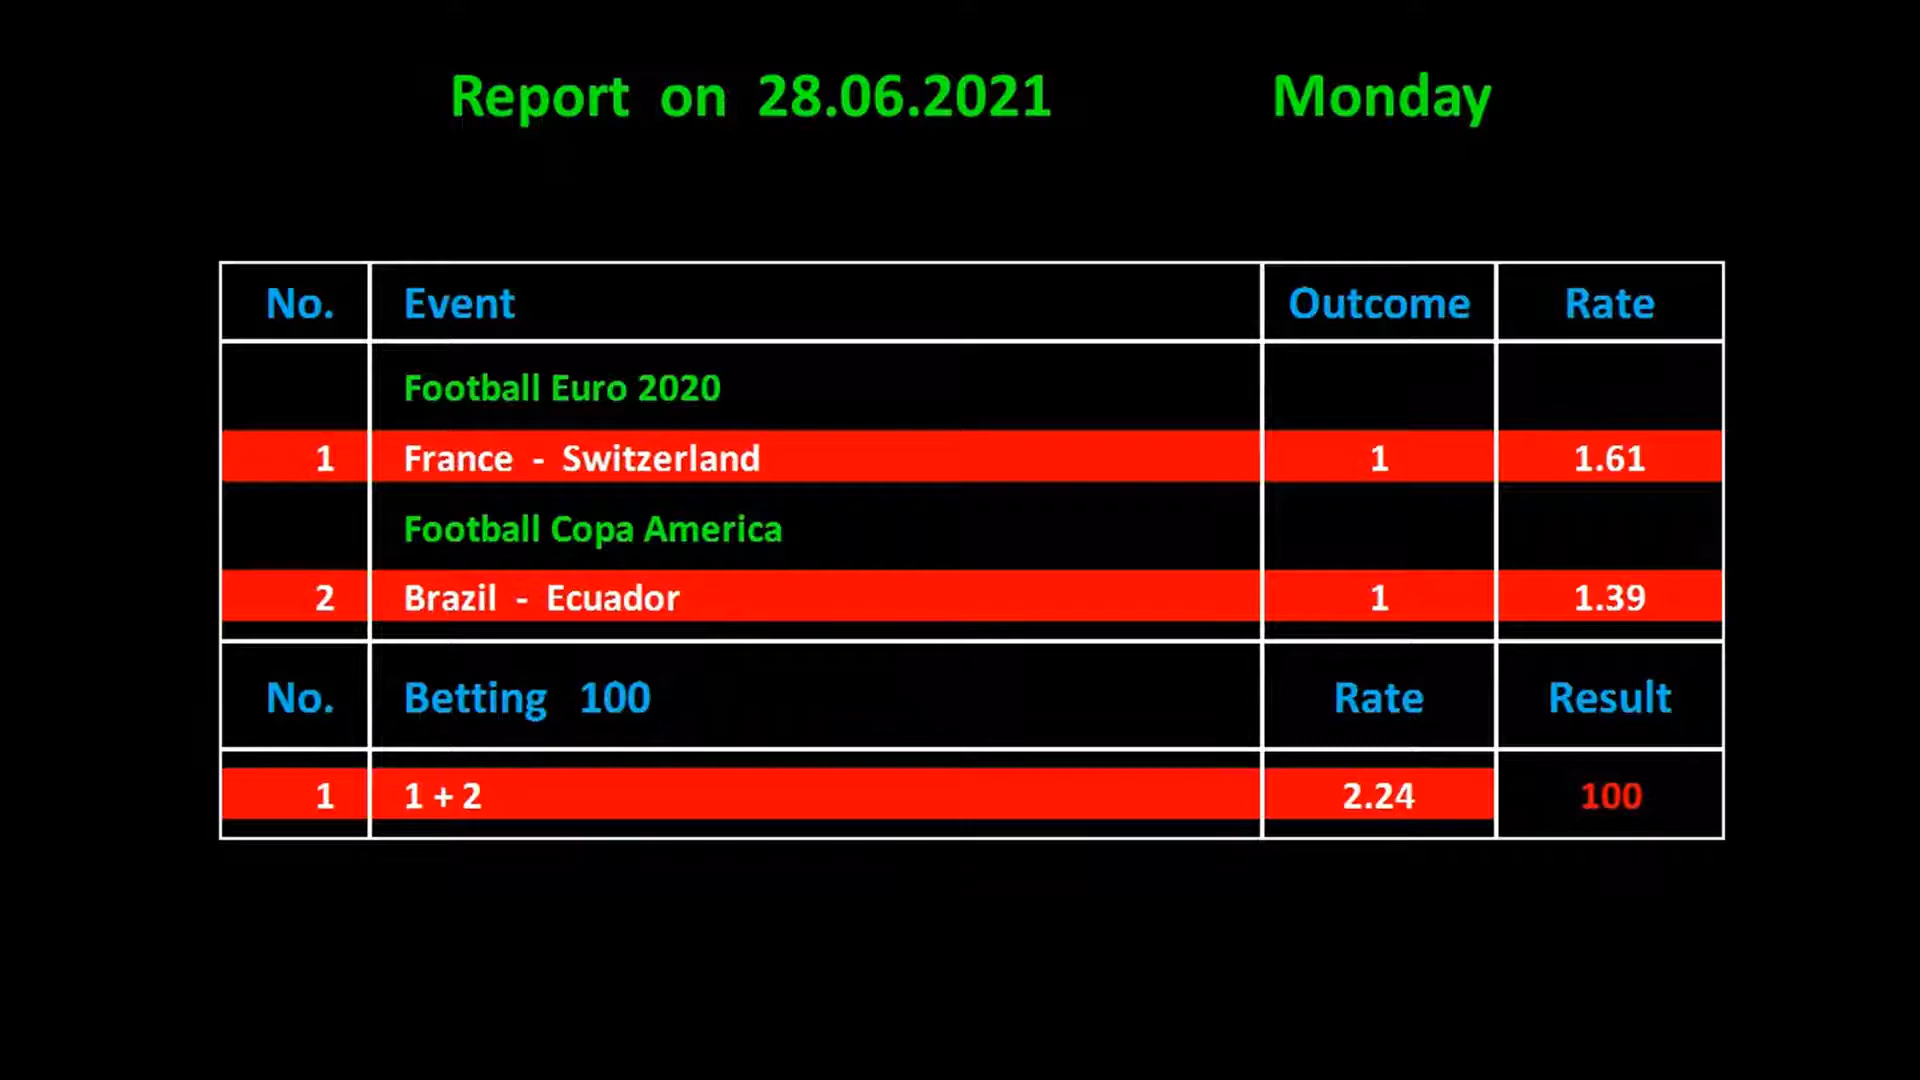 Report on 28.06.2021 Monday
No. Event Outcome Rate
Football Euro 2020
1 France - Switzerland 1 1.61
Football Copa America
2 Brazil - Ecuador 1 1.39
No. Betting 100 Rate Result
1 1 + 2 2.24 100